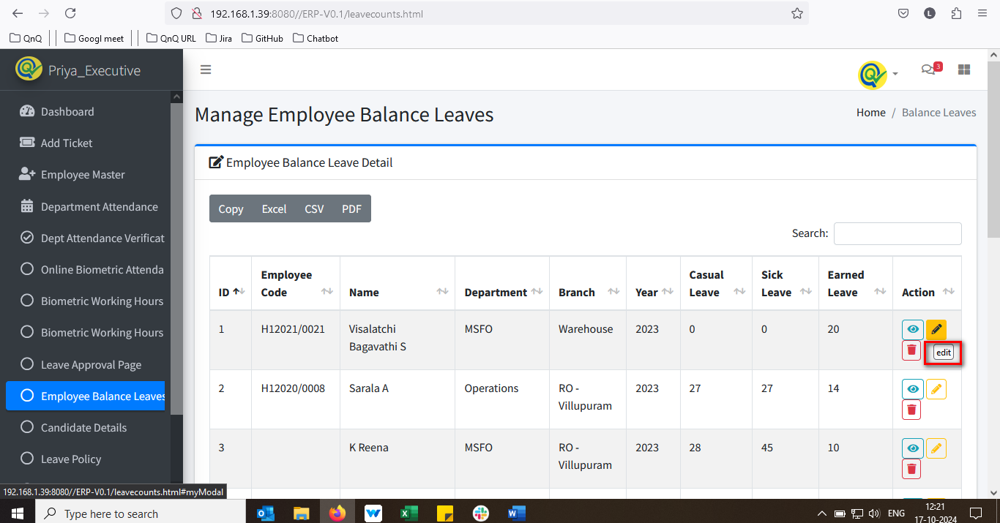 192.168.1.39:8080//ERP-V0.1/leavecounts.html
L
QnQ
Googl meet
QnQ URL
Jira
GitHub
Chatbot
Priya_Executive
3
Dashboard
Add Ticket
Employee Master
Department Attendance
Dept Attendance Verificat
Online Biometric Attenda
Biometric Working Hours
Biometric Working Hours
Leave Approval Page
Employee Balance Leaves
Candidate Details
Leave Policy
Manage Employee Balance Leaves
Home / Balance Leaves
Employee Balance Leave Detail
Copy Excel CSV PDF
Search:
ID Employee Code Name Department Branch Year Casual Leave Sick Leave Earned Leave Action
1 H12021/0021 Visalatchi Bagavathi S MSFO Warehouse 2023 0 0 20
edit
2 H12020/0008 Sarala A Operations RO - Villupuram 2023 27 27 14
3 K Reena MSFO RO - Villupuram 2023 28 45 10
192.168.1.39:8080//ERP-V0.1/leavecounts.html#myModal
Type here to search
ENG
12:21
17-10-2024